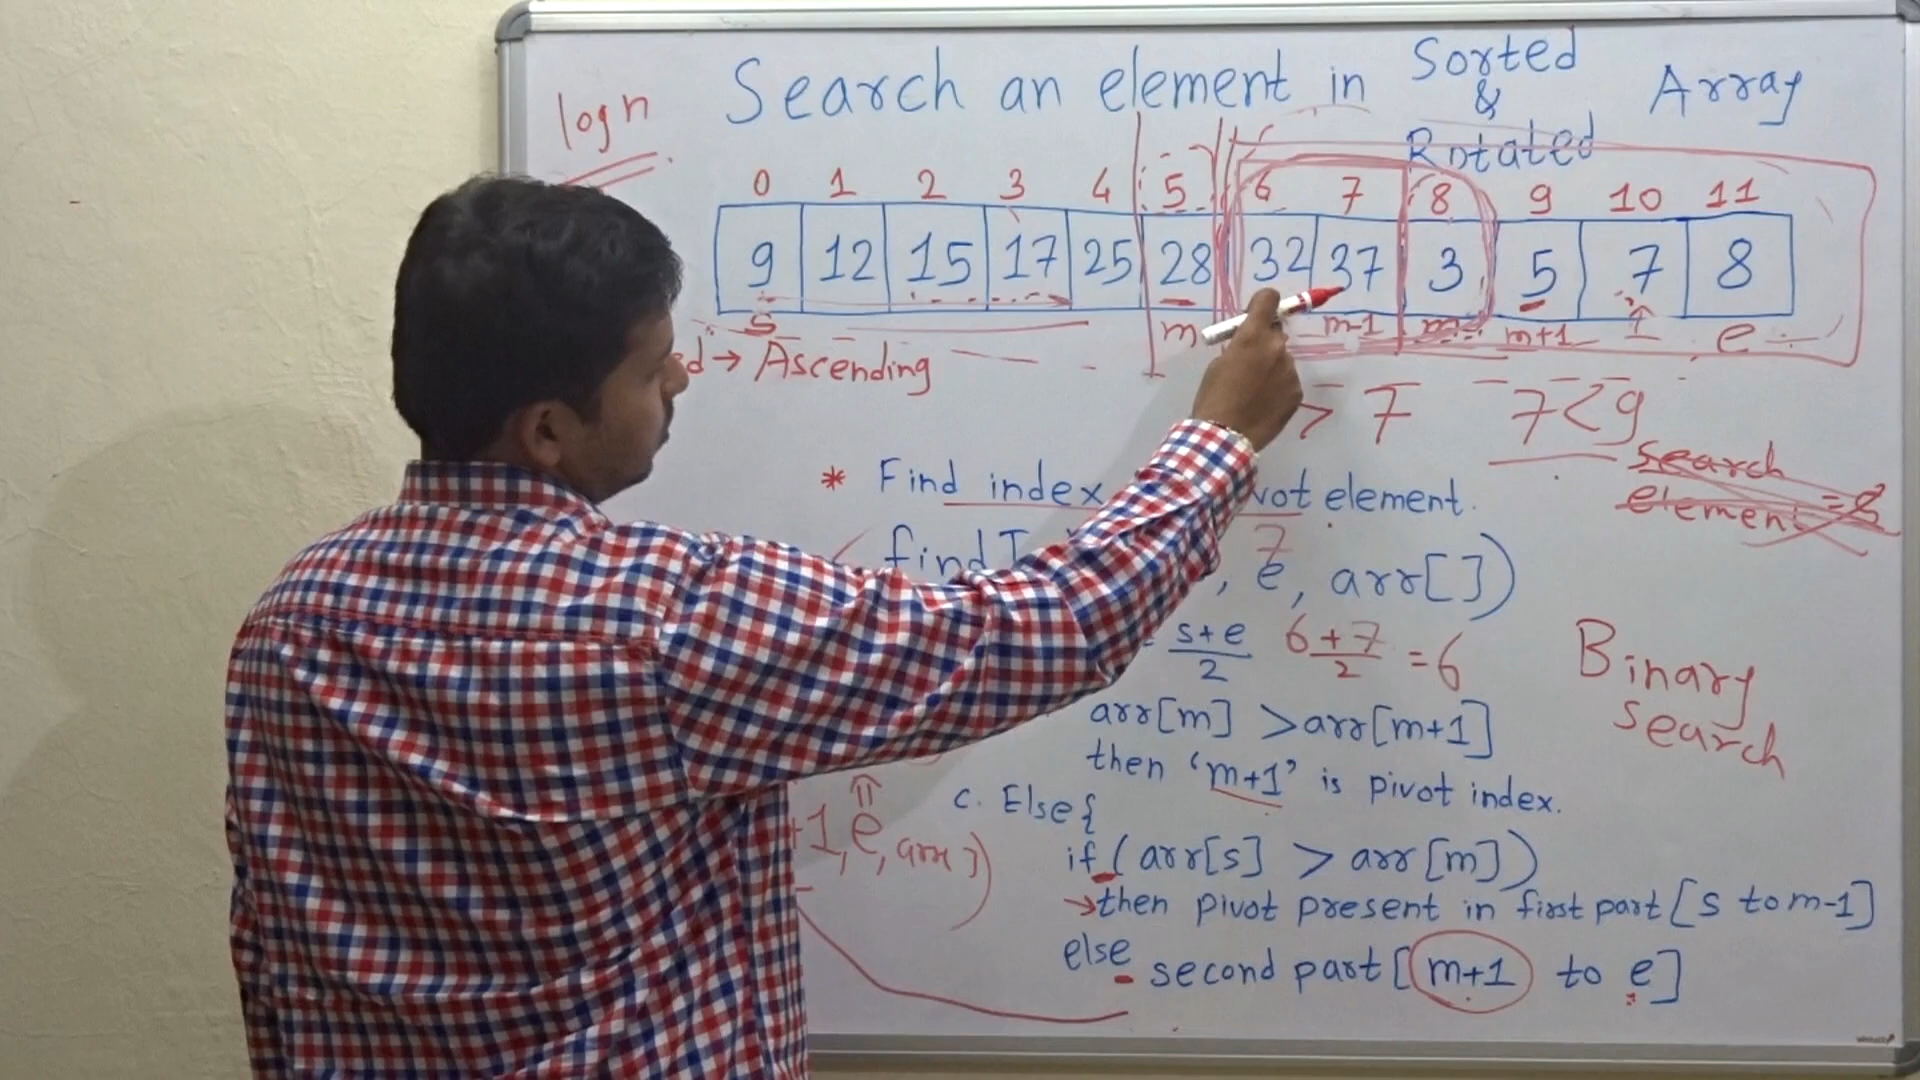 Search an element in Sorted & Rotated Array
log n
0 1 2 3 4 5 6 7 8 9 10 11
9 12 15 17 25 28 32 37 3 5 7 8
s m m-1 m m+1 I e
d → Ascending
> 7 7 < 9
search element = 8
* Find index vot element.
7
find I , e, arr[])
s+e/2 6+7/2 = 6
Binary search
arr[m] > arr[m+1]
then 'm+1' is pivot index.
c. Else{
+1, e, arr)
if (arr[s] > arr[m])
→ then pivot present in first part [s to m-1]
else second part [m+1 to e]